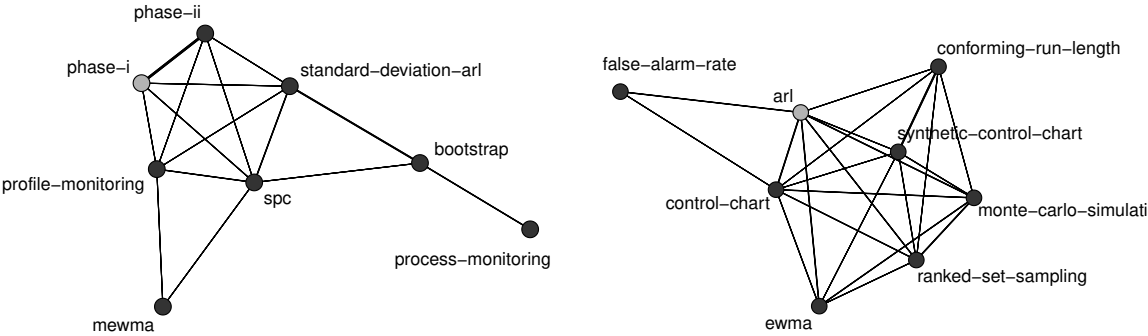 phase−ii
phase−i
standard−deviation−arl
bootstrap
profile−monitoring
spc
process−monitoring
mewma
conforming−run−length
false−alarm−rate
arl
synthetic−control−chart
control−chart
monte−carlo−simulati
ranked−set−sampling
ewma